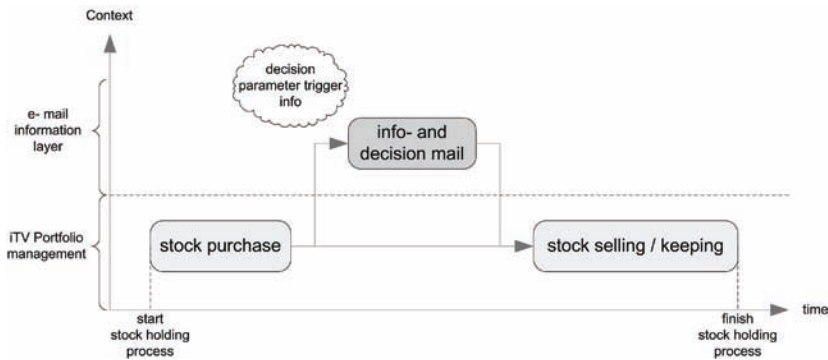 Context
decision
parameter trigger
info
e- mail
information
layer
info- and
decision mail
iTV Portfolio
management
stock purchase
stock selling / keeping
time
start
stock holding
process
finish
stock holding
process